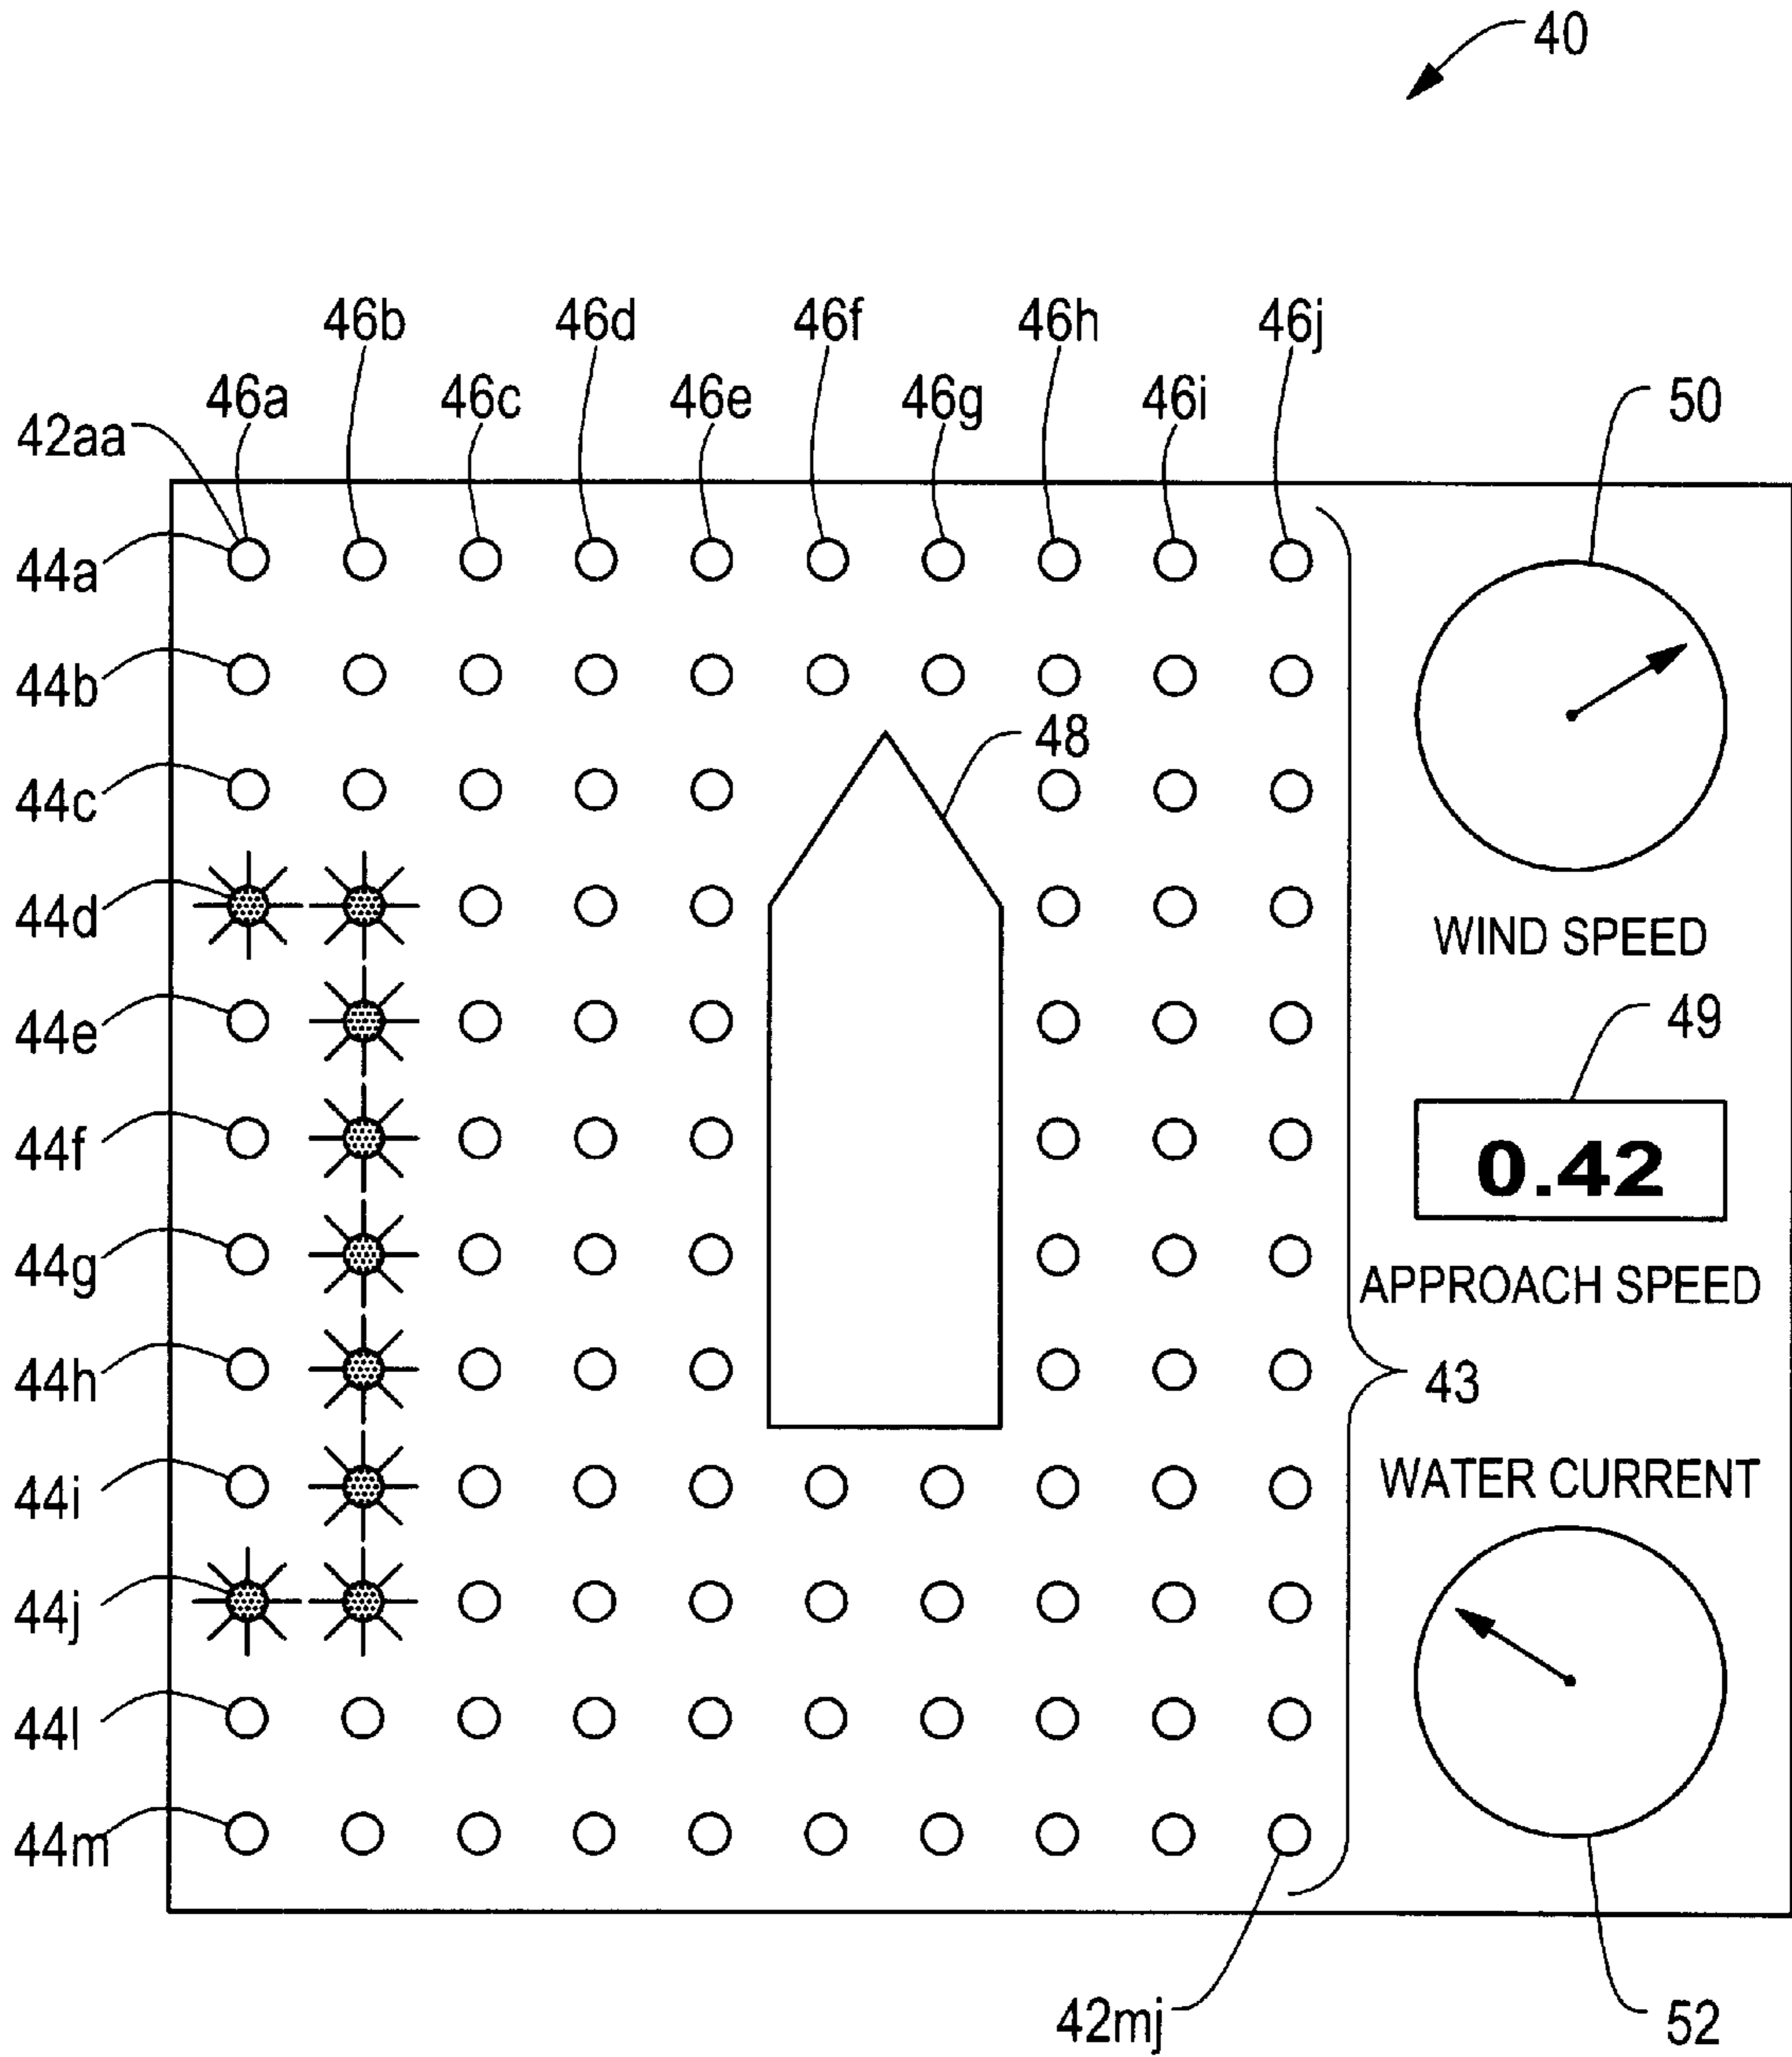 40
46b 46d 46f 46h 46j
46a 46c 46e 46g 46i 50
42aa
44a
44b
48
44c
44d
WIND SPEED
49
44e
44f
0.42
44g
APPROACH SPEED
44h
43
44i
WATER CURRENT
44j
44l
44m
42mj
52